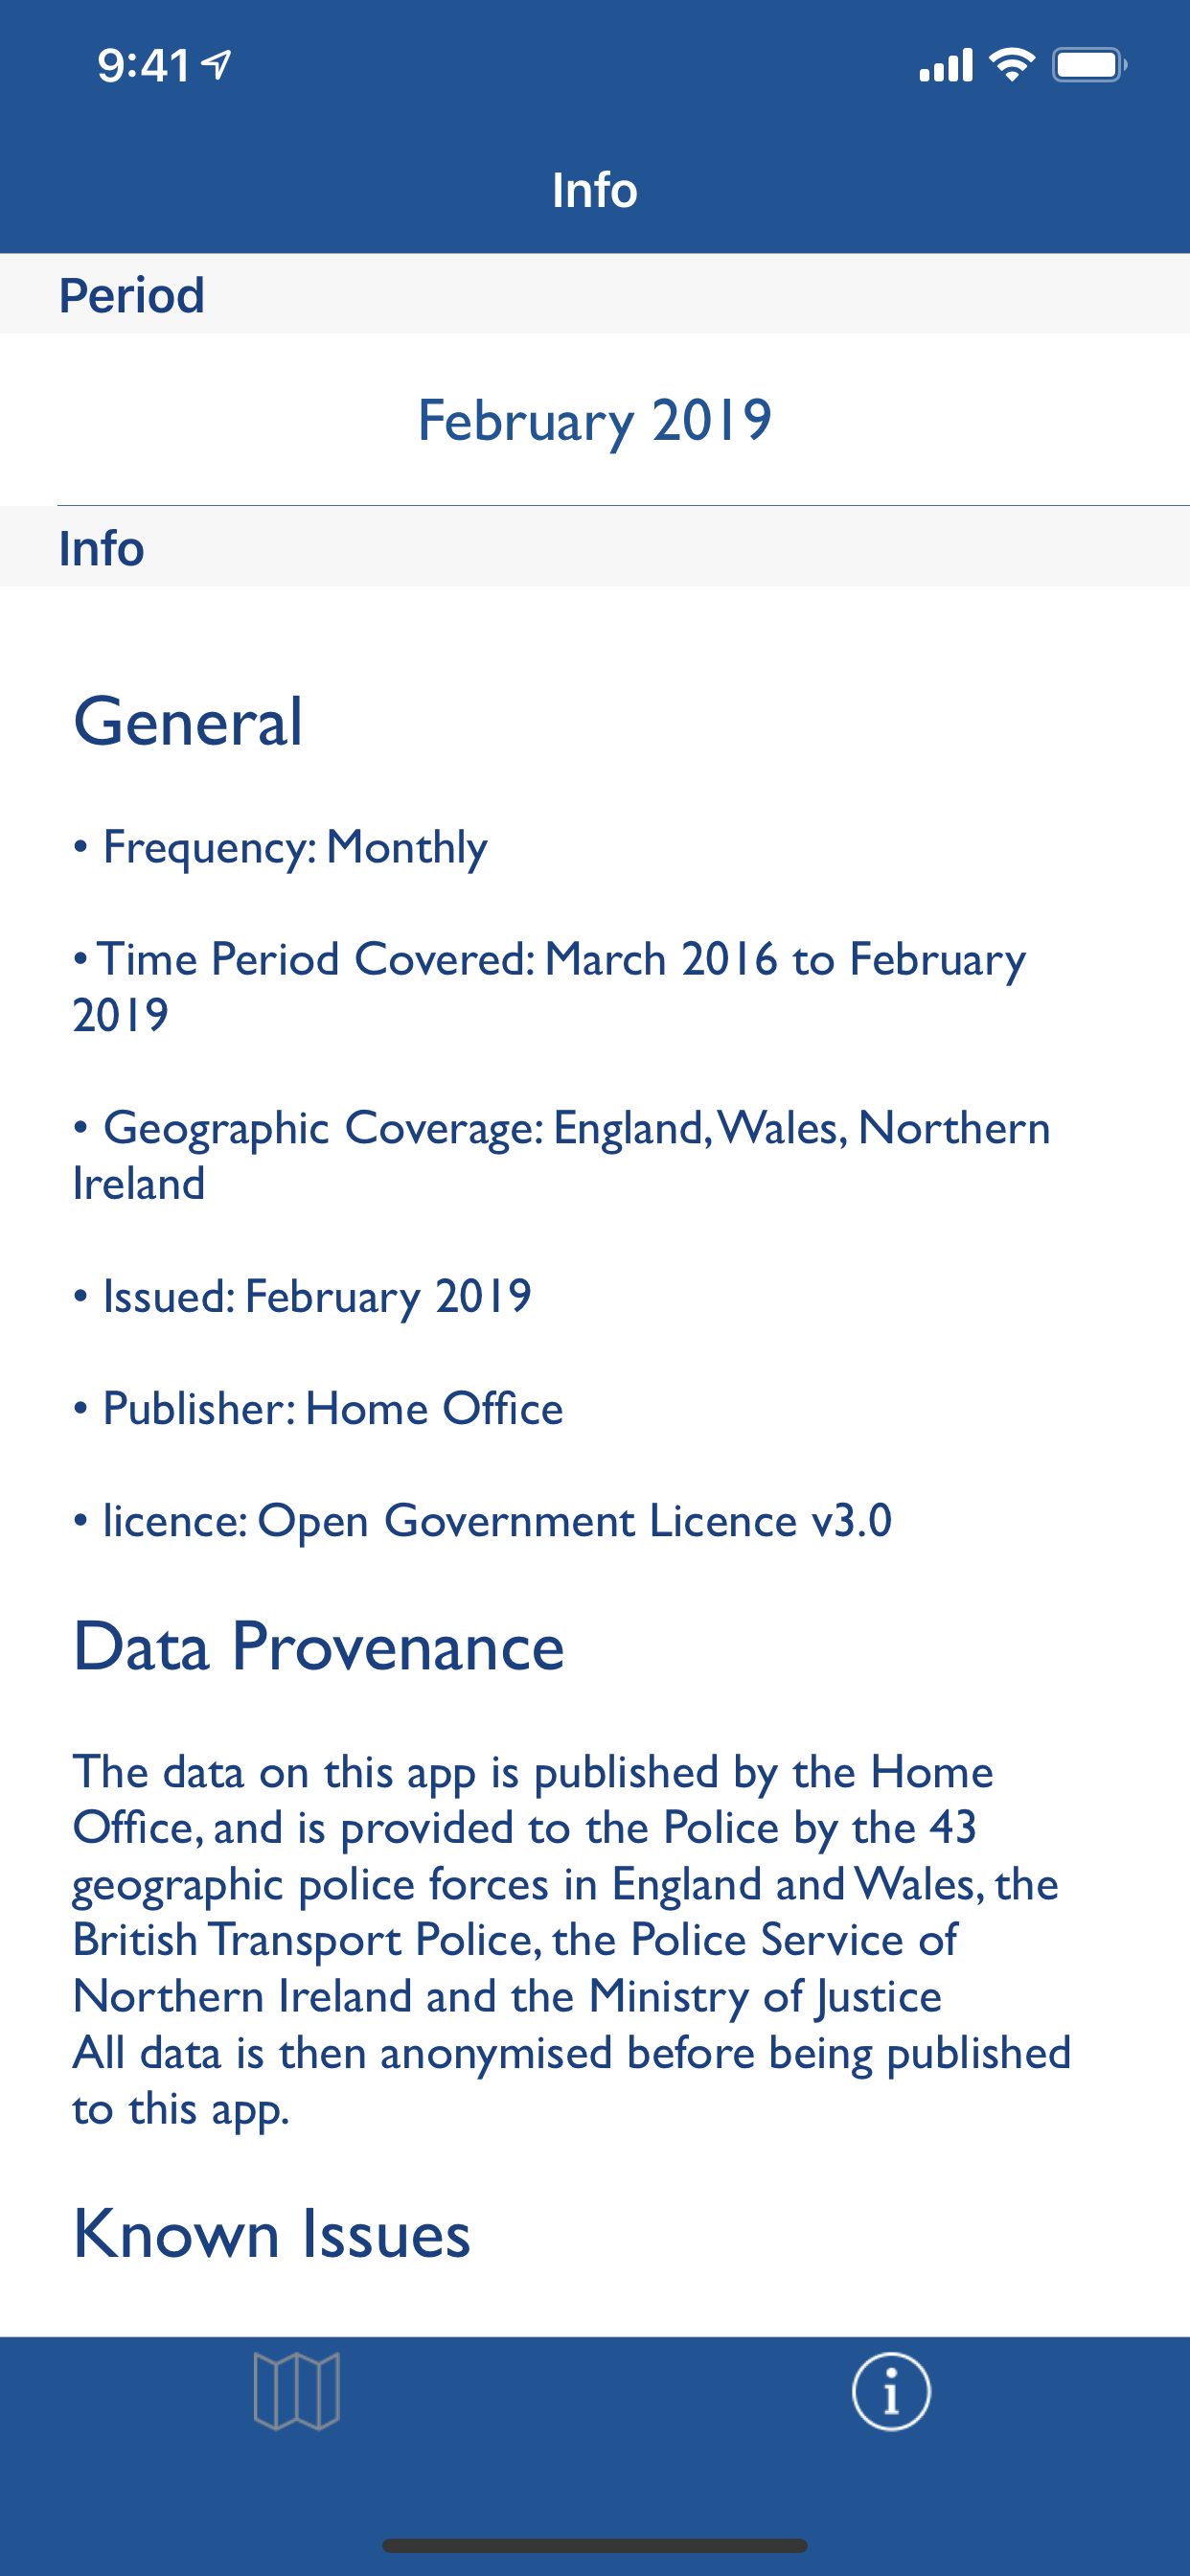 9:41
Info
Period
February 2019
Info
General
• Frequency: Monthly
• Time Period Covered: March 2016 to February
2019
• Geographic Coverage: England, Wales, Northern
Ireland
• Issued: February 2019
• Publisher: Home Office
• licence: Open Government Licence v3.0
Data Provenance
The data on this app is published by the Home
Office, and is provided to the Police by the 43
geographic police forces in England and Wales, the
British Transport Police, the Police Service of
Northern Ireland and the Ministry of Justice
All data is then anonymised before being published
to this app.
Known Issues